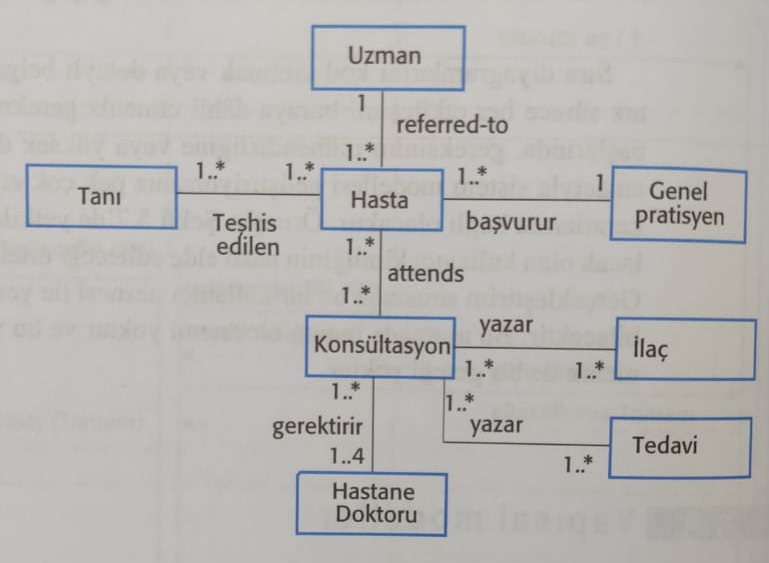 Uzman
1
referred-to
1..*
Tanı
1..*
1..*
Hasta
1..*
1
Genel
pratisyen
Teşhis
edilen
başvurur
1..*
attends
1..*
Konsültasyon
yazar
1..*
1..*
İlaç
1..*
gerektirir
1..4
1..*
yazar
1..*
Tedavi
Hastane
Doktoru